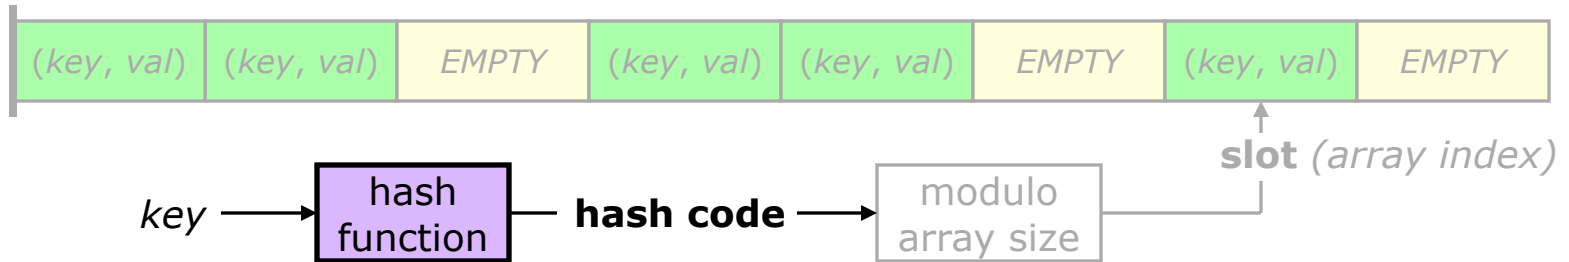 (key, val) (key, val) EMPTY (key, val) (key, val) EMPTY (key, val) EMPTY
slot (array index)
key hash function hash code modulo array size